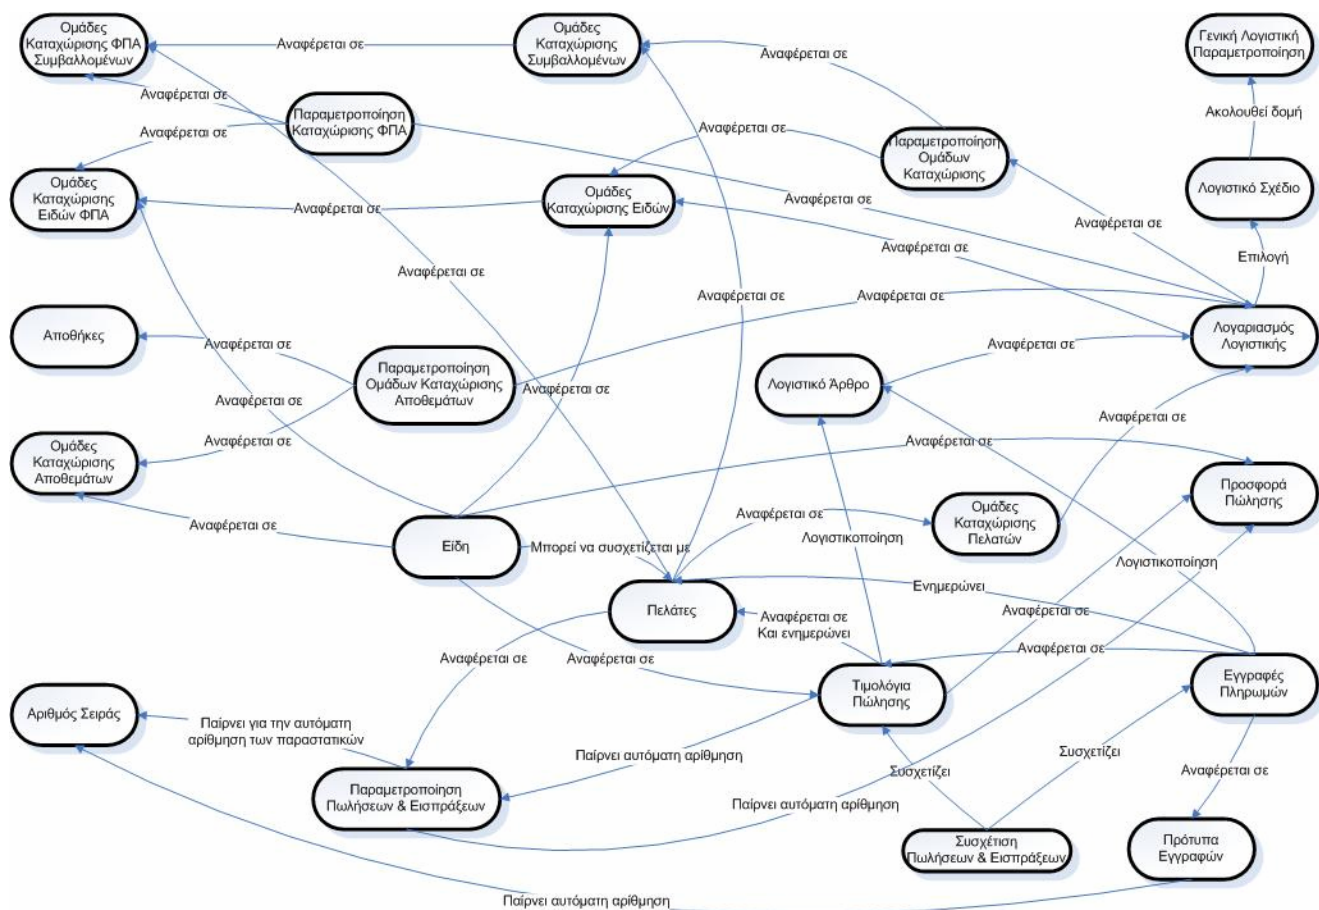 Ομάδες
Καταχώρισης ΦΠΑ
Συμβαλλομένων
Αναφέρεται σε
Ομάδες
Καταχώρισης
Συμβαλλομένων
Αναφέρεται σε
Γενική Λογιστική
Παραμετροποίηση
Αναφέρεται σε
Παραμετροποίηση
Καταχώρισης ΦΠΑ
Αναφέρεται σε
Αναφέρεται σε
Παραμετροποίηση
Ομάδων
Καταχώρισης
Ακολουθεί δομή
Ομάδες
Καταχώρισης
Ειδών ΦΠΑ
Αναφέρεται σε
Ομάδες
Καταχώρισης Ειδών
Αναφέρεται σε
Λογιστικό Σχέδιο
Αναφέρεται σε
Αναφέρεται σε
Αναφέρεται σε
Επιλογή
Αναφέρεται σε
Αναφέρεται σε
Αποθήκες
Αναφέρεται σε
Παραμετροποίηση
Ομάδων Καταχώρισης
Αποθεμάτων
Λογιστικό Άρθρο
Αναφέρεται σε
Λογαριασμός
Λογιστικής
Αναφέρεται σε
Αναφέρεται σε
Αναφέρεται σε
Ομάδες
Καταχώρισης
Αποθεμάτων
Αναφέρεται σε
Αναφέρεται σε
Προσφορά
Πώλησης
Αναφέρεται σε
Είδη
Μπορεί να συσχετίζεται με
Αναφέρεται σε
Ομάδες
Καταχώρισης
Πελατών
Λογιστικοποίηση
Λογιστικοποίηση
Πελάτες
Ενημερώνει
Αναφέρεται σε
Και ενημερώνει
Αναφέρεται σε
Αναφέρεται σε
Αναφέρεται σε
Αναφέρεται σε
Τιμολόγια
Πώλησης
Εγγραφές
Πληρωμών
Αριθμός Σειράς
Παίρνει για την αυτόματη
αρίθμηση των παραστατικών
Παίρνει αυτόματη αρίθμηση
Συσχετίζει
Συσχετίζει
Αναφέρεται σε
Παραμετροποίηση
Πωλήσεων & Εισπράξεων
Παίρνει αυτόματη αρίθμηση
Συσχέτιση
Πωλήσεων & Εισπράξεων
Πρότυπα
Εγγραφών
Παίρνει αυτόματη αρίθμηση